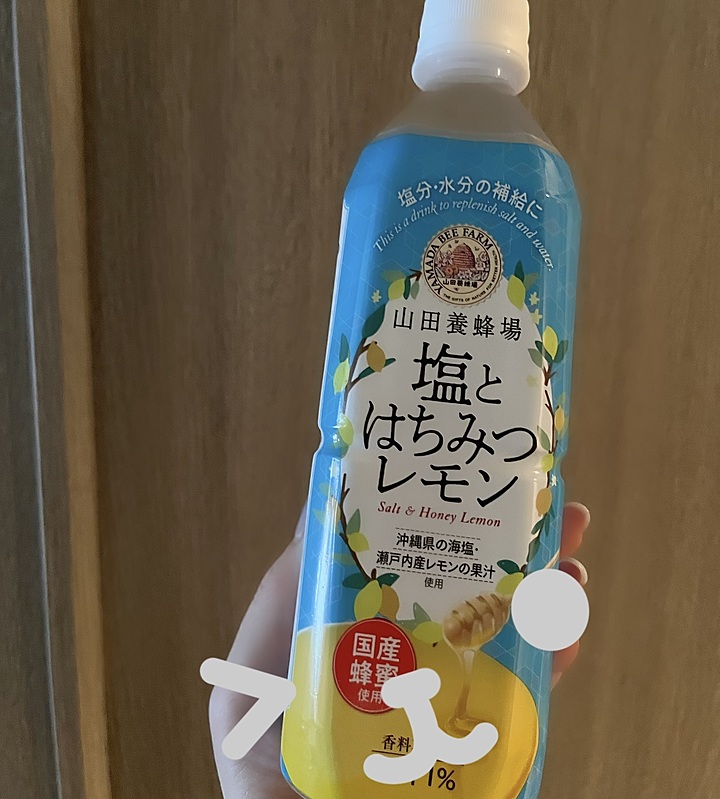 塩分・水分の補給に
This is a drink to replenish salt and water.
YAMADA BEE FARM
山田養蜂場
山田養蜂場
塩と
はちみつ
レモン
Salt & Honey Lemon
沖縄県の海塩・
瀬戸内産レモンの果汁
使用
国産
蜂蜜
使用
香料
1%